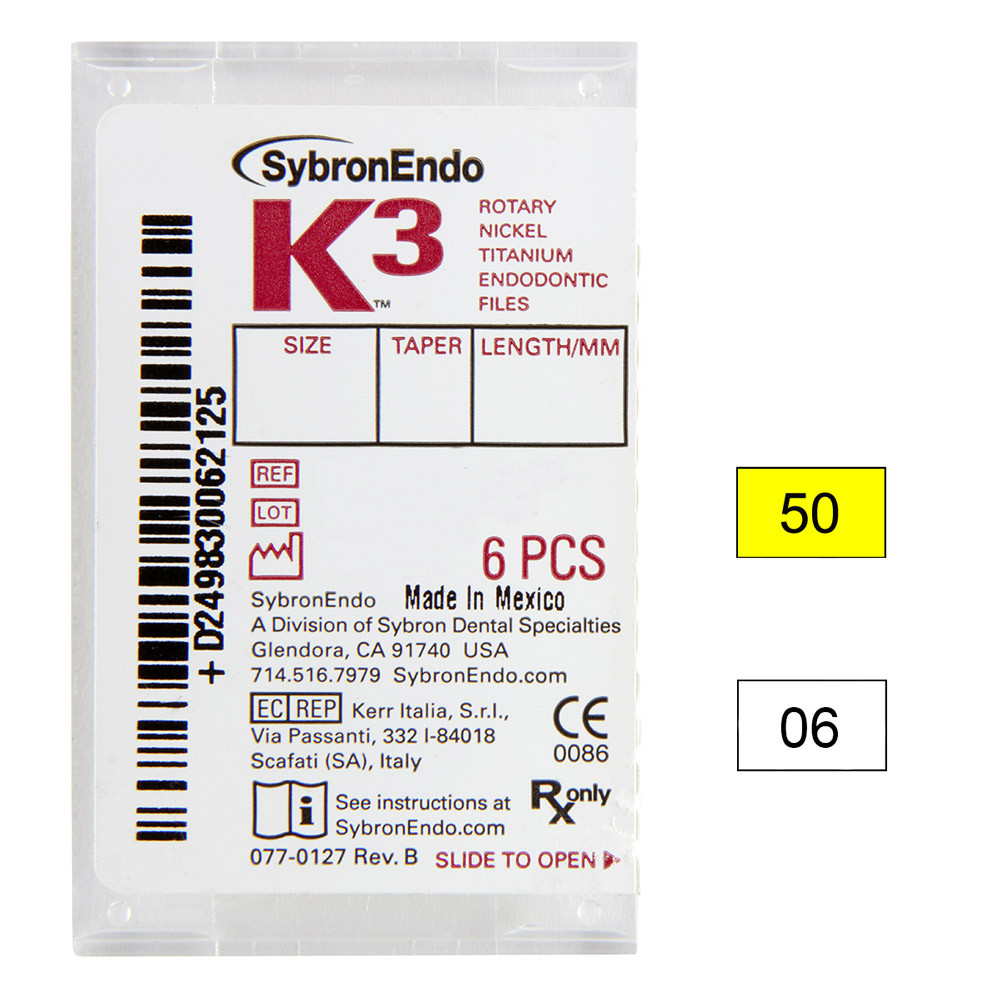 SybronEndo
K3™
ROTARY
NICKEL
TITANIUM
ENDODONTIC
FILES
SIZE TAPER LENGTH/MM
REF
LOT
6 PCS
SybronEndo Made In Mexico
A Division of Sybron Dental Specialties
Glendora, CA 91740 USA
714.516.7979 SybronEndo.com
EC REP Kerr Italia, S.r.l.,
Via Passanti, 332 I-84018
Scafati (SA), Italy
CE
0086
i See instructions at
SybronEndo.com
Rx only
077-0127 Rev. B SLIDE TO OPEN
+D249830062125
50
06